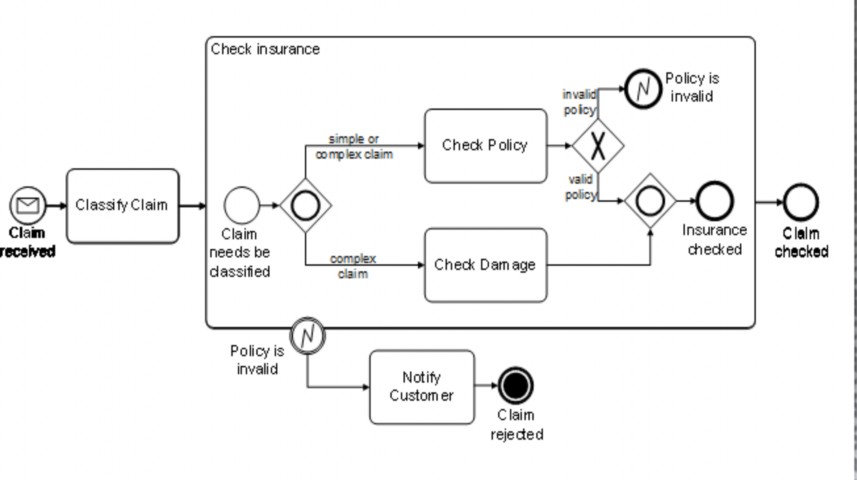 Check insurance
Policy is
invalid
invalid
policy
simple or
complex claim
Check Policy
Classify Claim
valid
policy
Claim
received
Claim
needs be
classified
Insurance
checked
Claim
checked
complex
claim
Check Damage
Policy is
invalid
Notify
Customer
Claim
rejected